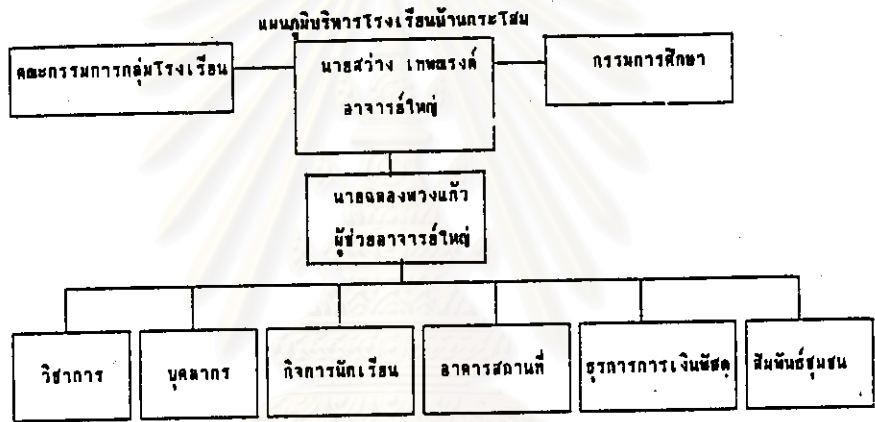 แผนภูมิบริหารโรงเรียนบ้านกระโสม
คณะกรรมการกลุ่มโรงเรียน
นายสว่าง เทพณรงค์
อาจารย์ใหญ่
กรรมการศึกษา
นายฉลองพวงแก้ว
ผู้ช่วยอาจารย์ใหญ่
วิชาการ
บุคลากร
กิจการนักเรียน
อาคารสถานที่
ธุรการการเงินพัสดุ
สัมพันธ์ชุมชน